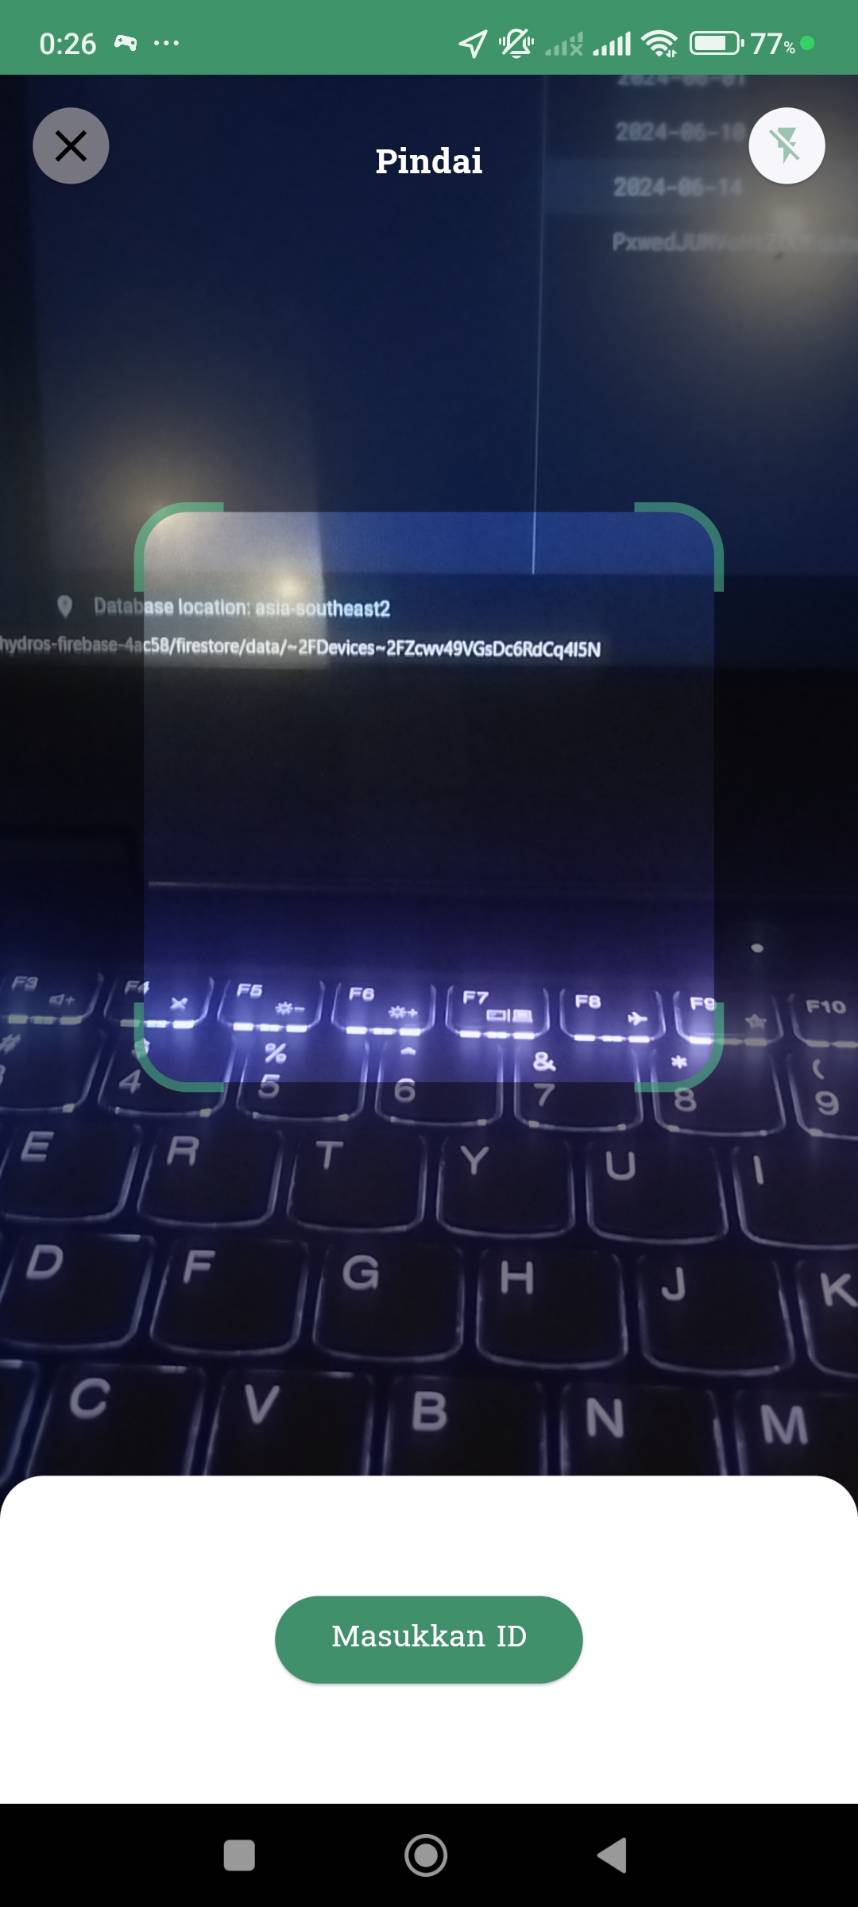 0:26 ... 77%
2024-06-10
Pindai
2024-06-14
Database location: asia-southeast2
hydros-firebase-4ac58/firestore/data/~2FDevices~2FZcwv49VGsDc6RdCq4I5N
F3 F4 F5 F6 F7 F8 F9 F10
# $ % ^ & * (
4 5 6 7 8 9
E R T Y U I
D F G H J K
C V B N M
Masukkan ID